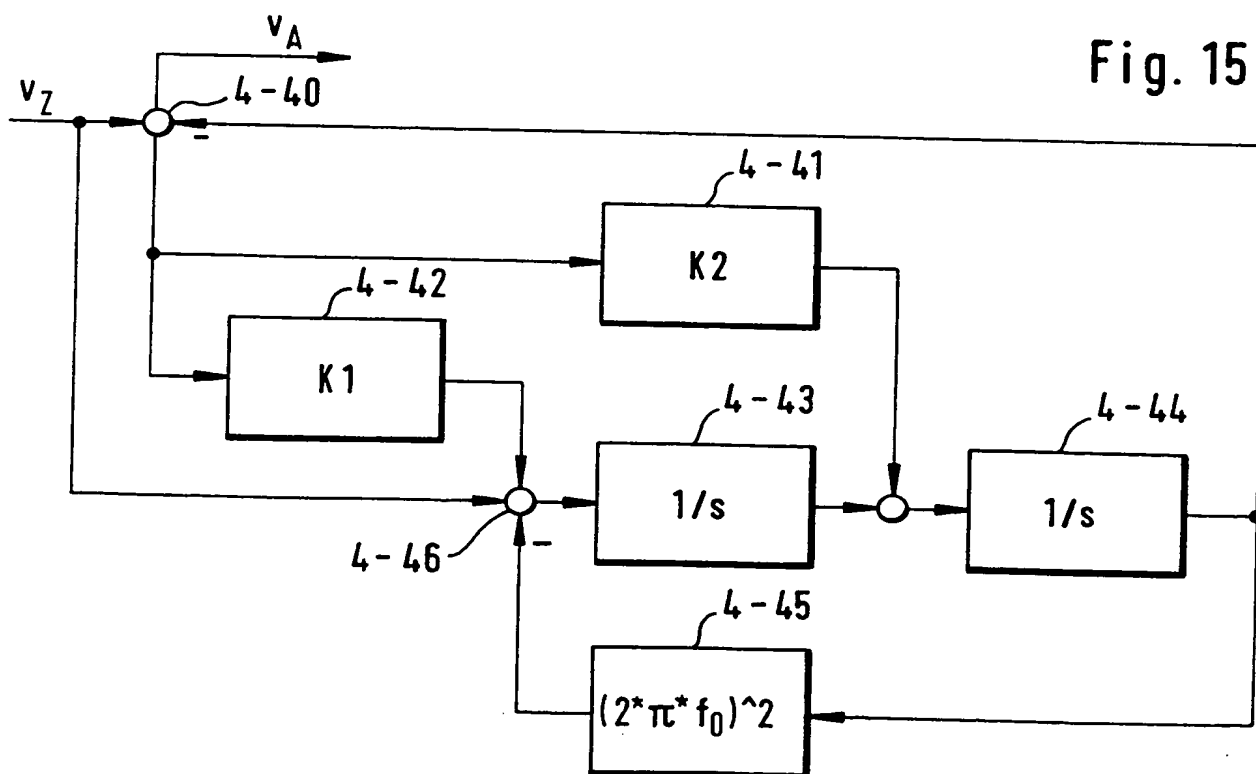 v_A
Fig. 15
v_Z
4-40
-
4-41
K2
4-42
K1
4-43
4-44
1/s
1/s
4-46
-
4-45
(2*π*f_0)^2